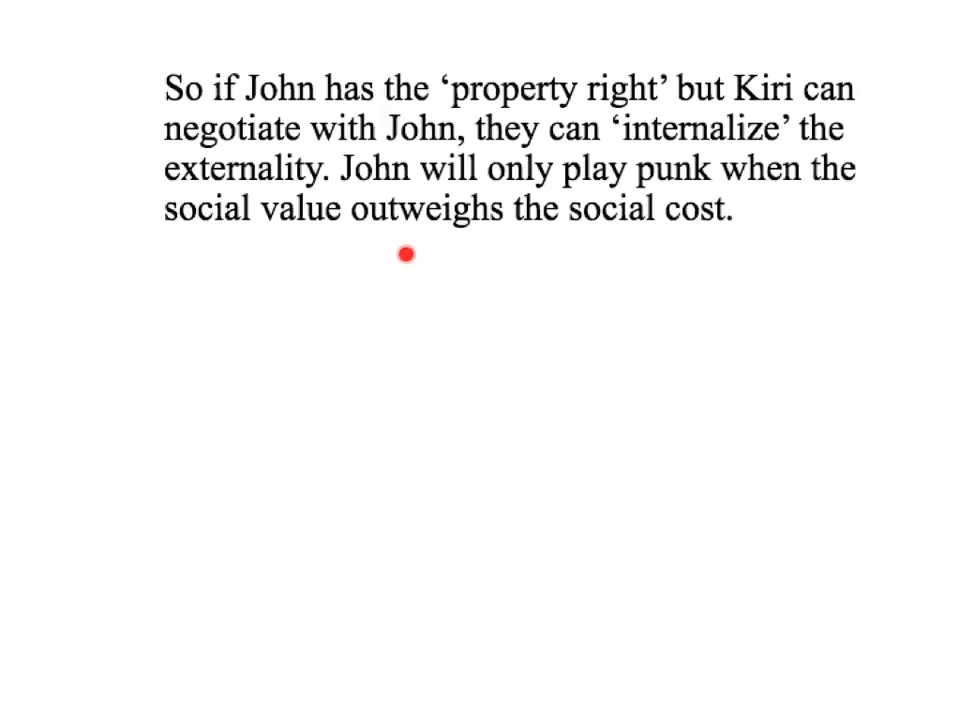 So if John has the ‘property right’ but Kiri can
negotiate with John, they can ‘internalize’ the
externality. John will only play punk when the
social value outweighs the social cost.